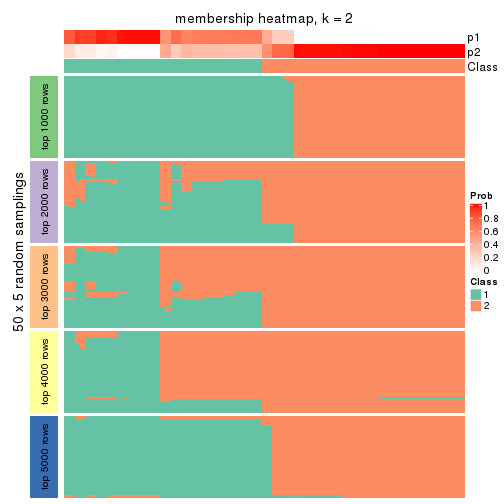 membership heatmap, k = 2
p1
p2
Class
50 x 5 random samplings
top 1000 rows
top 2000 rows
top 3000 rows
top 4000 rows
top 5000 rows
Prob
1
0.8
0.6
0.4
0.2
0
Class
1
2